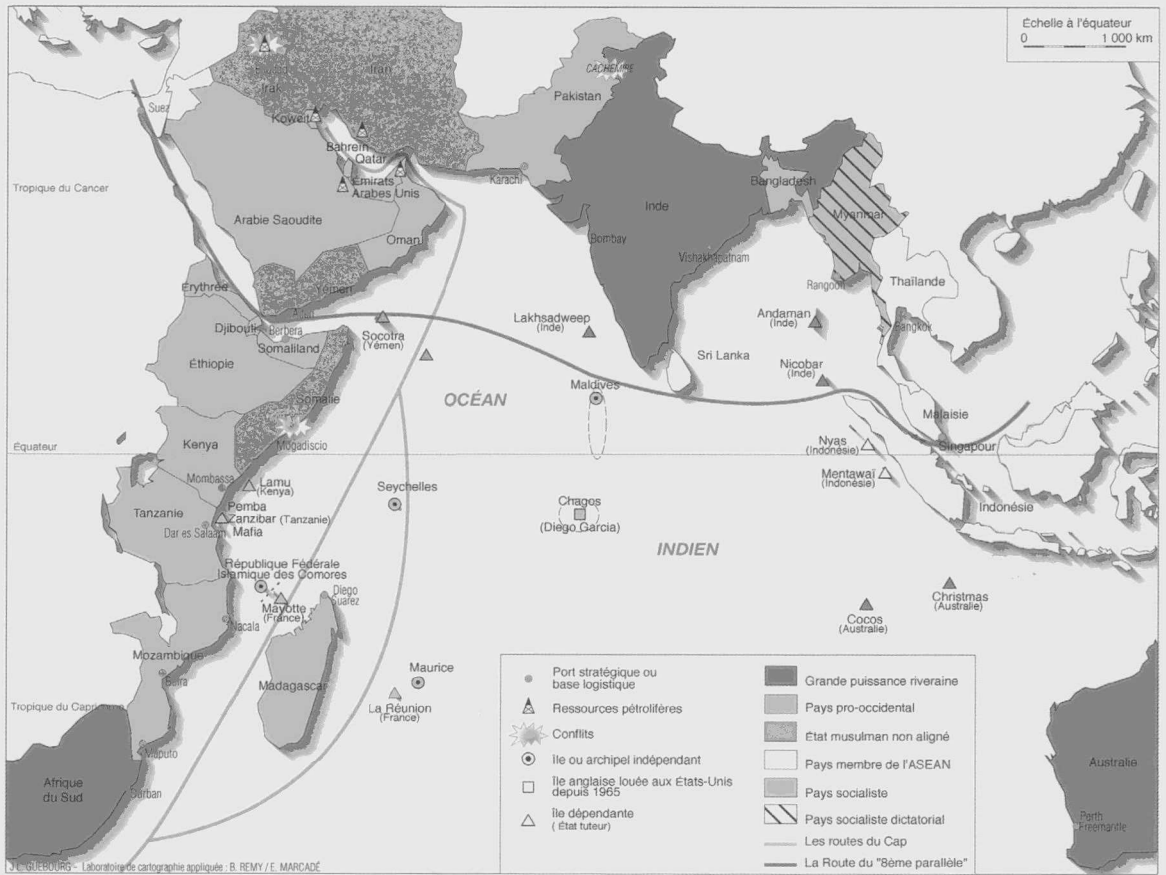 Échelle à l'équateur
0 1 000 km
CACHEMIRE
Iran
Irak
Pakistan
Suez
Koweit
Bahreïn
Qatar
Émirats
Arabes Unis
Karachi
Tropique du Cancer
Bangladesh
Arabie Saoudite
Inde
Myanmar
Oman
Bombay
Vishakhapatnam
Thaïlande
Érythrée
Yémen
Rangoon
Djibouti
Berbera
Somaliland
Socotra
(Yémen)
Lakhsadweep
(Inde)
Andaman
(Inde)
Bangkok
Éthiopie
Sri Lanka
Nicobar
(Inde)
Somalie
OCÉAN
Maldives
Malaisie
Kenya
Mogadiscio
Équateur
Nyas
(Indonésie)
Singapour
Mombassa
Lamu
(Kenya)
Seychelles
Mentawaï
(Indonésie)
Chagos
(Diego Garcia)
Indonésie
Tanzanie
Pemba
Zanzibar (Tanzanie)
Mafia
Dar es Salaam
INDIEN
République Fédérale
Islamique des Comores
Diego
Suarez
Mayotte
(France)
Christmas
(Australie)
Cocos
(Australie)
Nacala
Mozambique
Beira
Maurice
Madagascar
La Réunion
(France)
Tropique du Capricorne
Maputo
Afrique
du Sud
Durban
Australie
Perth
Freemantle
Port stratégique ou
base logistique
Ressources pétrolifères
Conflits
Île ou archipel indépendant
Île anglaise louée aux États-Unis
depuis 1965
Île dépendante
( État tuteur)
Grande puissance riveraine
Pays pro-occidental
État musulman non aligné
Pays membre de l'ASEAN
Pays socialiste
Pays socialiste dictatorial
Les routes du Cap
La Route du "8ème parallèle"
J.L. GUEBOURG - Laboratoire de cartographie appliquée : B. REMY / E. MARCADÉ